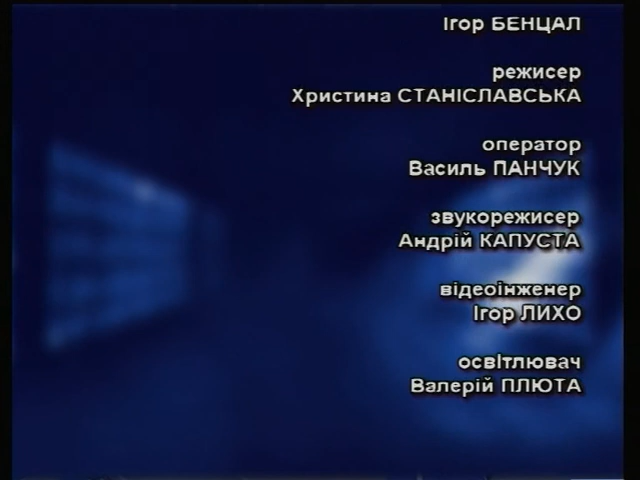 Ігор БЕНЦАЛ
режисер
Христина СТАНІСЛАВСЬКА
оператор
Василь ПАНЧУК
звукорежисер
Андрій КАПУСТА
відеоінженер
Ігор ЛИХО
освітлювач
Валерій ПЛЮТА